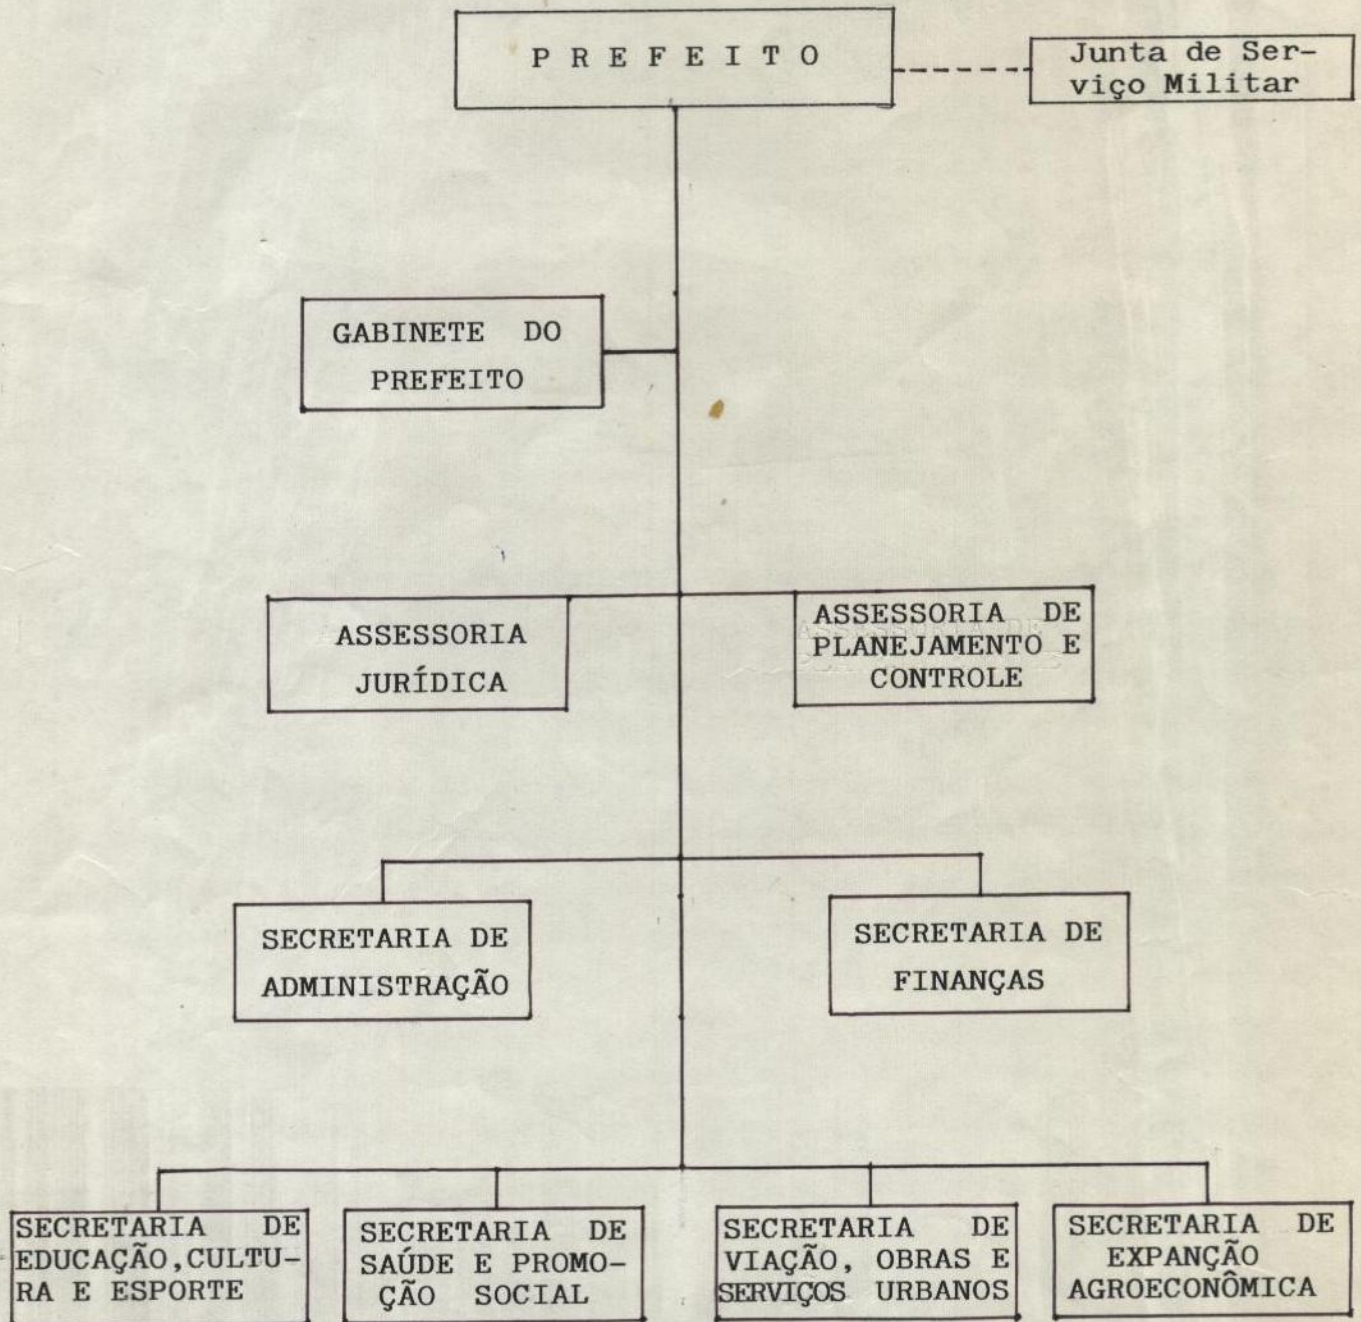 P R E F E I T O
Junta de Ser-
viço Militar
GABINETE DO
PREFEITO
ASSESSORIA
JURÍDICA
ASSESSORIA DE
PLANEJAMENTO E
CONTROLE
SECRETARIA DE
ADMINISTRAÇÃO
SECRETARIA DE
FINANÇAS
SECRETARIA DE
EDUCAÇÃO,CULTU-
RA E ESPORTE
SECRETARIA DE
SAÚDE E PROMO-
ÇÃO SOCIAL
SECRETARIA DE
VIAÇÃO, OBRAS E
SERVIÇOS URBANOS
SECRETARIA DE
EXPANÇÃO
AGROECONÔMICA